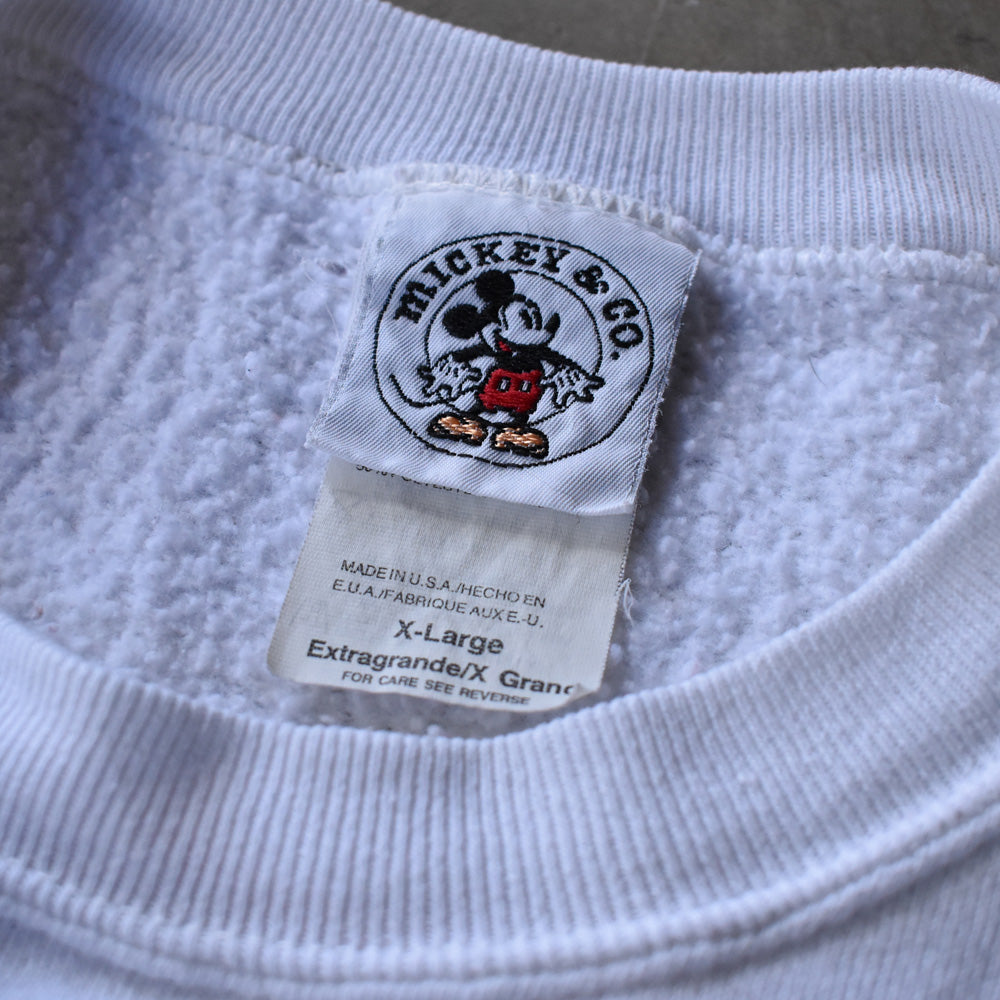 MICKEY & CO.
MADE IN U.S.A./HECHO EN
E.U.A./FABRIQUE AUX E.-U.
X-Large
Extragrande/X Grand
FOR CARE SEE REVERSE